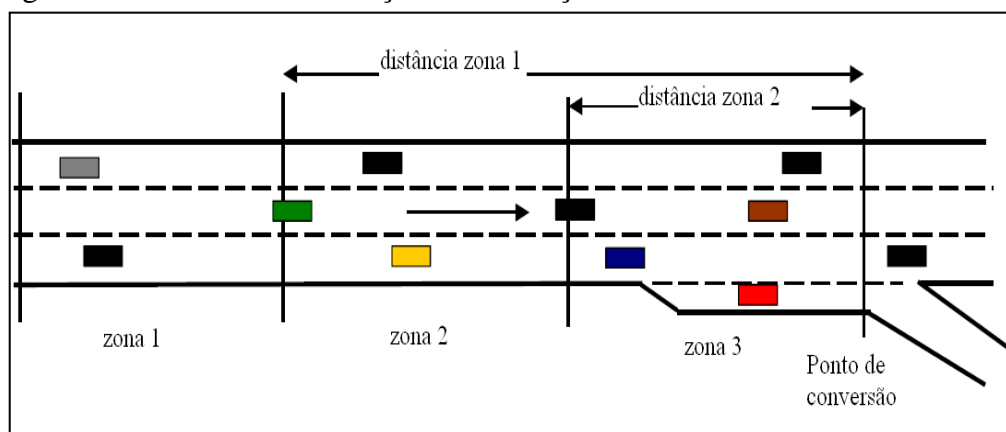 distância zona 1
distância zona 2
zona 1
zona 2
zona 3
Ponto de
conversão